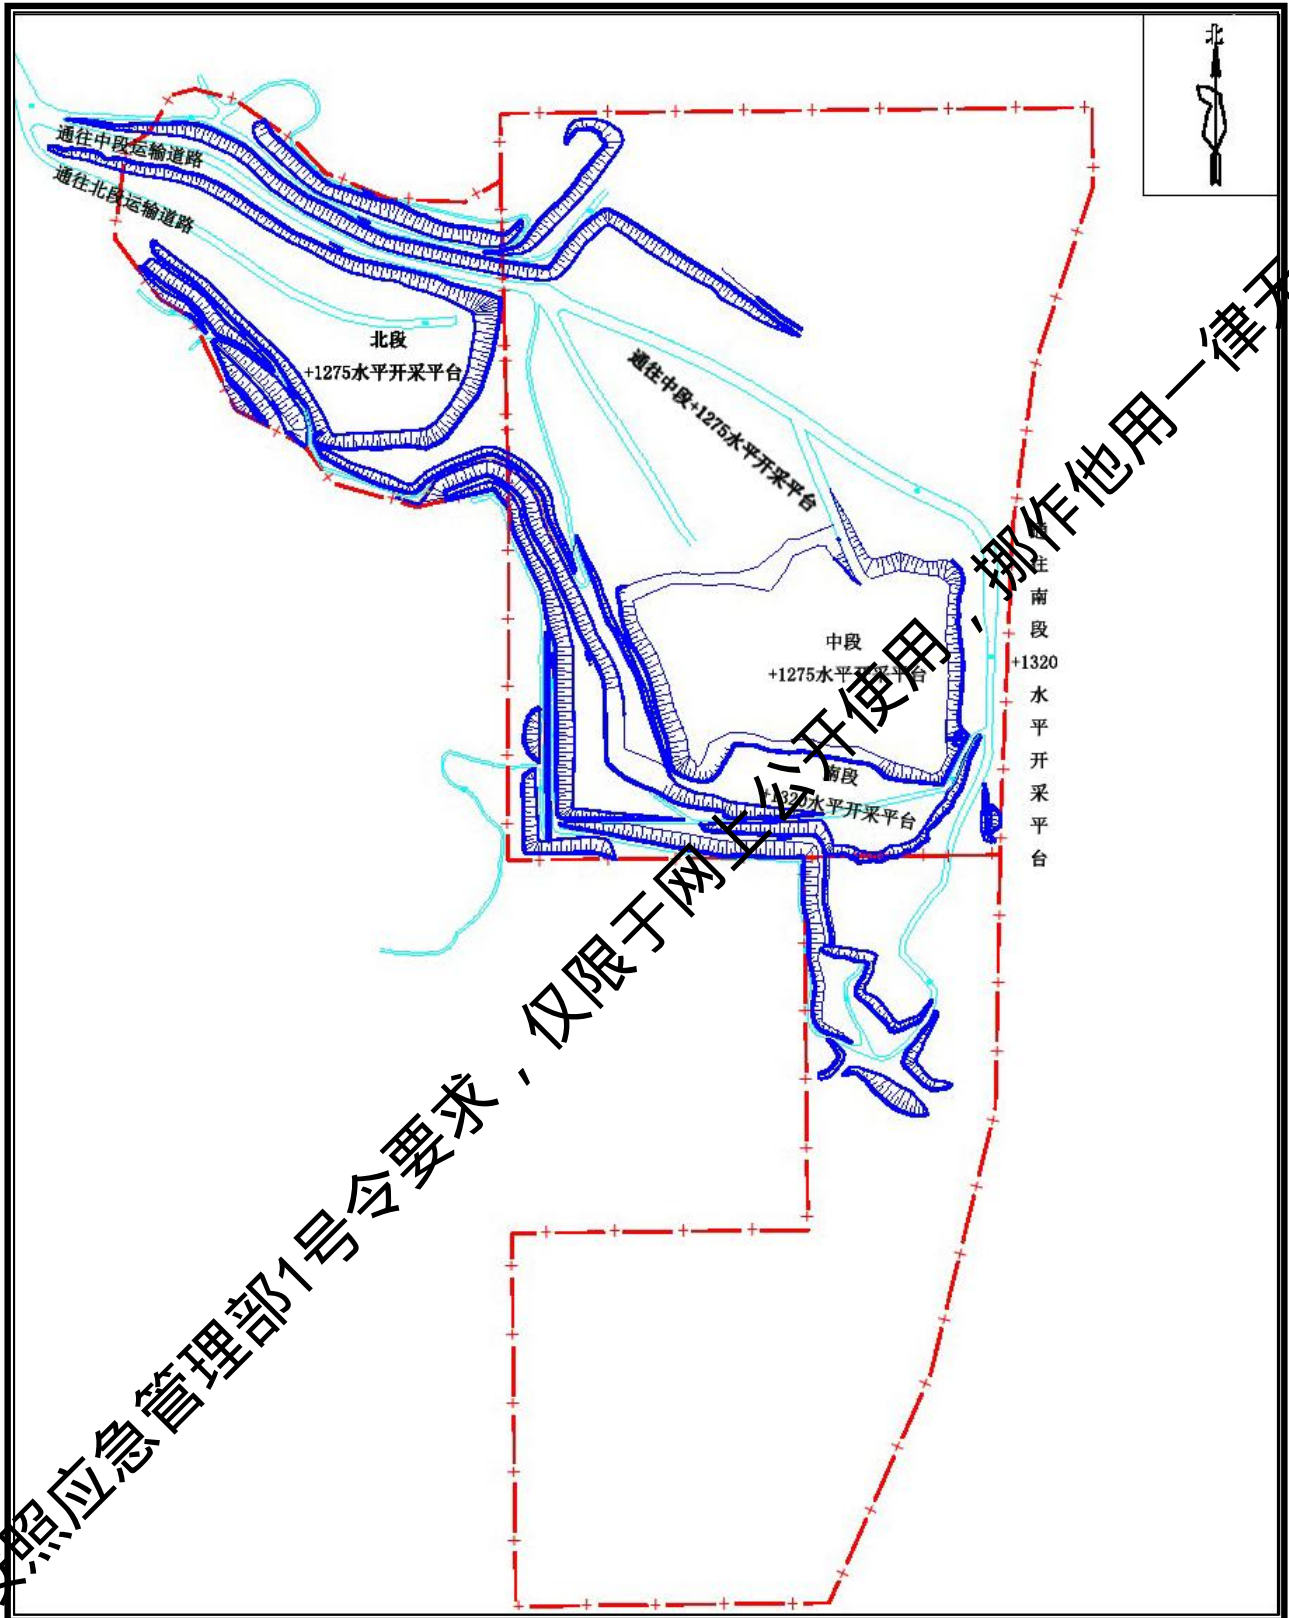 北
通往中段运输道路
通往北段运输道路
北段
+1275水平开采平台
通往中段+1275水平开采平台
通往南段+1320水平开采平台
中段
+1275水平开采平台
南段
+1320水平开采平台
照应急管理部1号令要求，仅限于网上公开使用，挪作他用一律